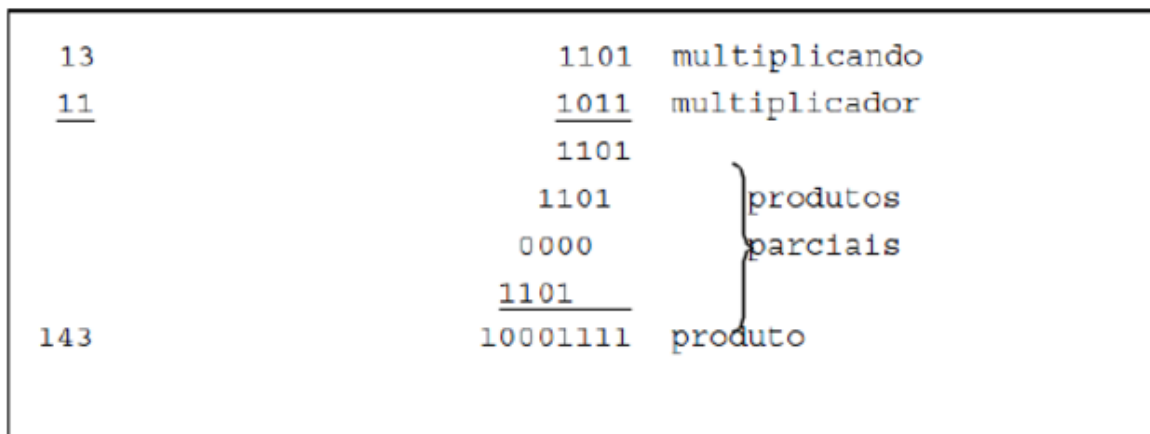 13 1101 multiplicando
11 1011 multiplicador
1101
1101 produtos
0000 parciais
1101
143 10001111 produto